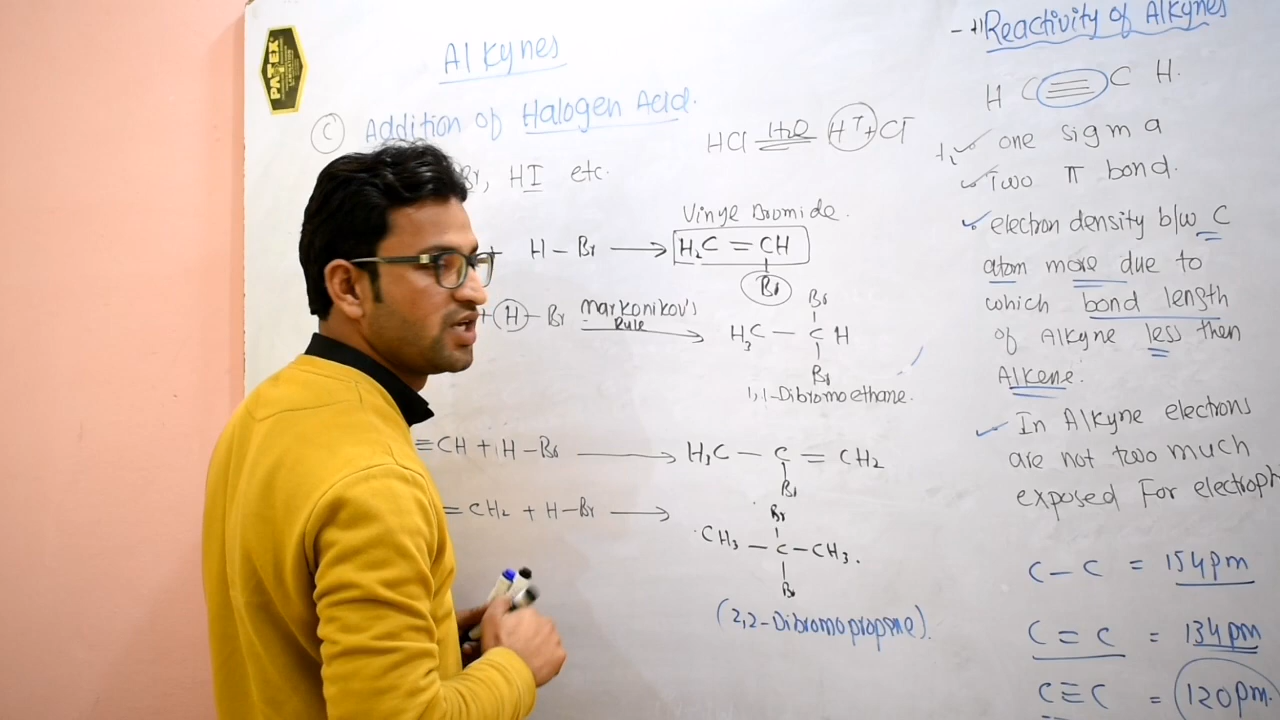 PATEX
Alkynes
C Addition of Halogen Acid.
Br, HI etc.
HCl H2O H+ + Cl-
Vinye Bromide.
+ H - Br → H2C = CH
Br
+ H - Br Markonikov's Rule →
Br
H3C - C H
Br
1,1-Dibromoethane.
≡CH + H - Br → H3C - C = CH2
Br
= CH2 + H - Br →
Br
CH3 - C - CH3.
Br
(2,2-Dibromopropane).
Reactivity of Alkynes
H C ≡ C H.
one sigma
Two π bond.
electron density b/w C
atom more due to
which bond length
of Alkyne less then
Alkene.
In Alkyne electrons
are not two much
exposed For electroph
C - C = 154pm
C = C = 134pm
C ≡ C = 120pm.